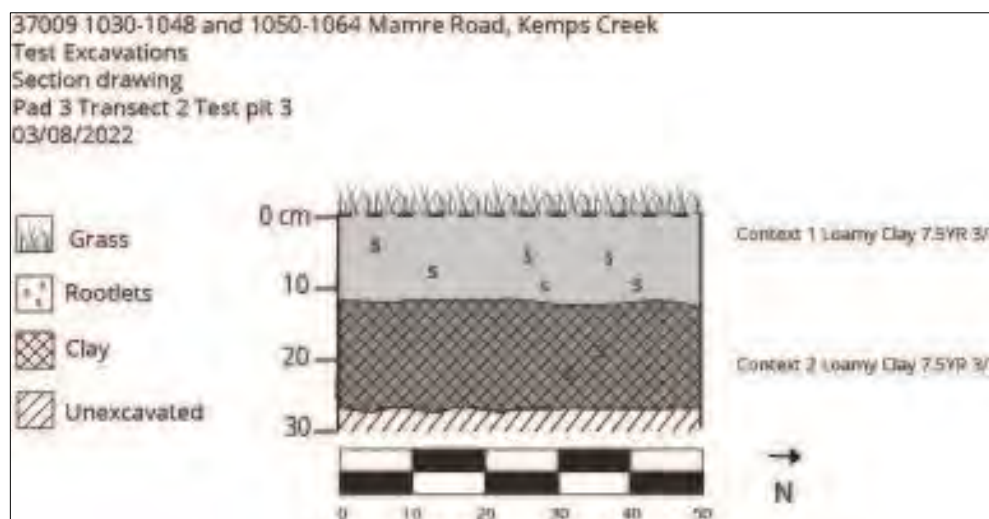 37009 1030-1048 and 1050-1064 Mamre Road, Kemps Creek
Test Excavations
Section drawing
Pad 3 Transect 2 Test pit 3
03/08/2022
Grass
Rootlets
Clay
Unexcavated
0 cm
10
20
30
Context 1 Loamy Clay 7.5YR 3/
Context 2 Loamy Clay 7.5YR 3/
0 10 20 30 40 50
N